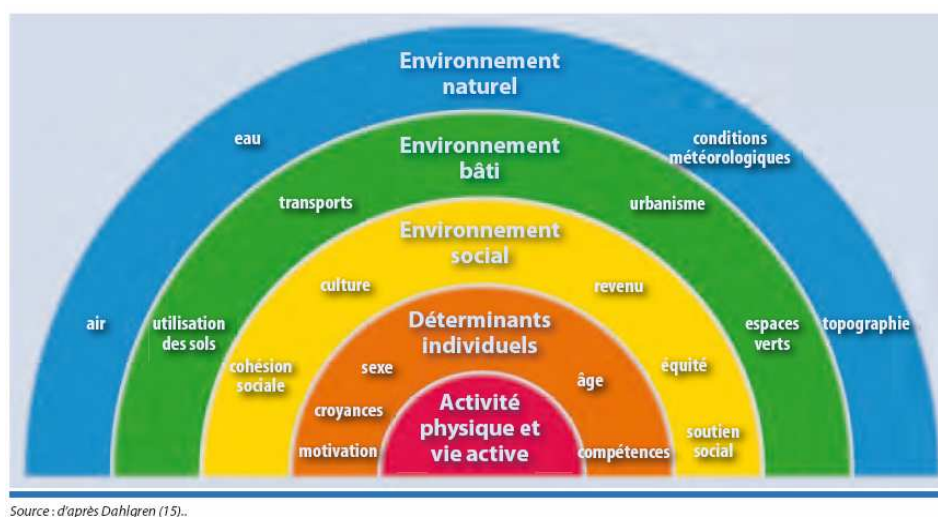 Environnement
naturel
eau
conditions
météorologiques
air
topographie
Environnement
bâti
transports
urbanisme
utilisation
des sols
espaces
verts
Environnement
social
culture
revenu
cohésion
sociale
équité
soutien
social
Déterminants
individuels
sexe
âge
croyances
motivation
compétences
Activité
physique et
vie active
Source : d'après Dahlgren (15)..